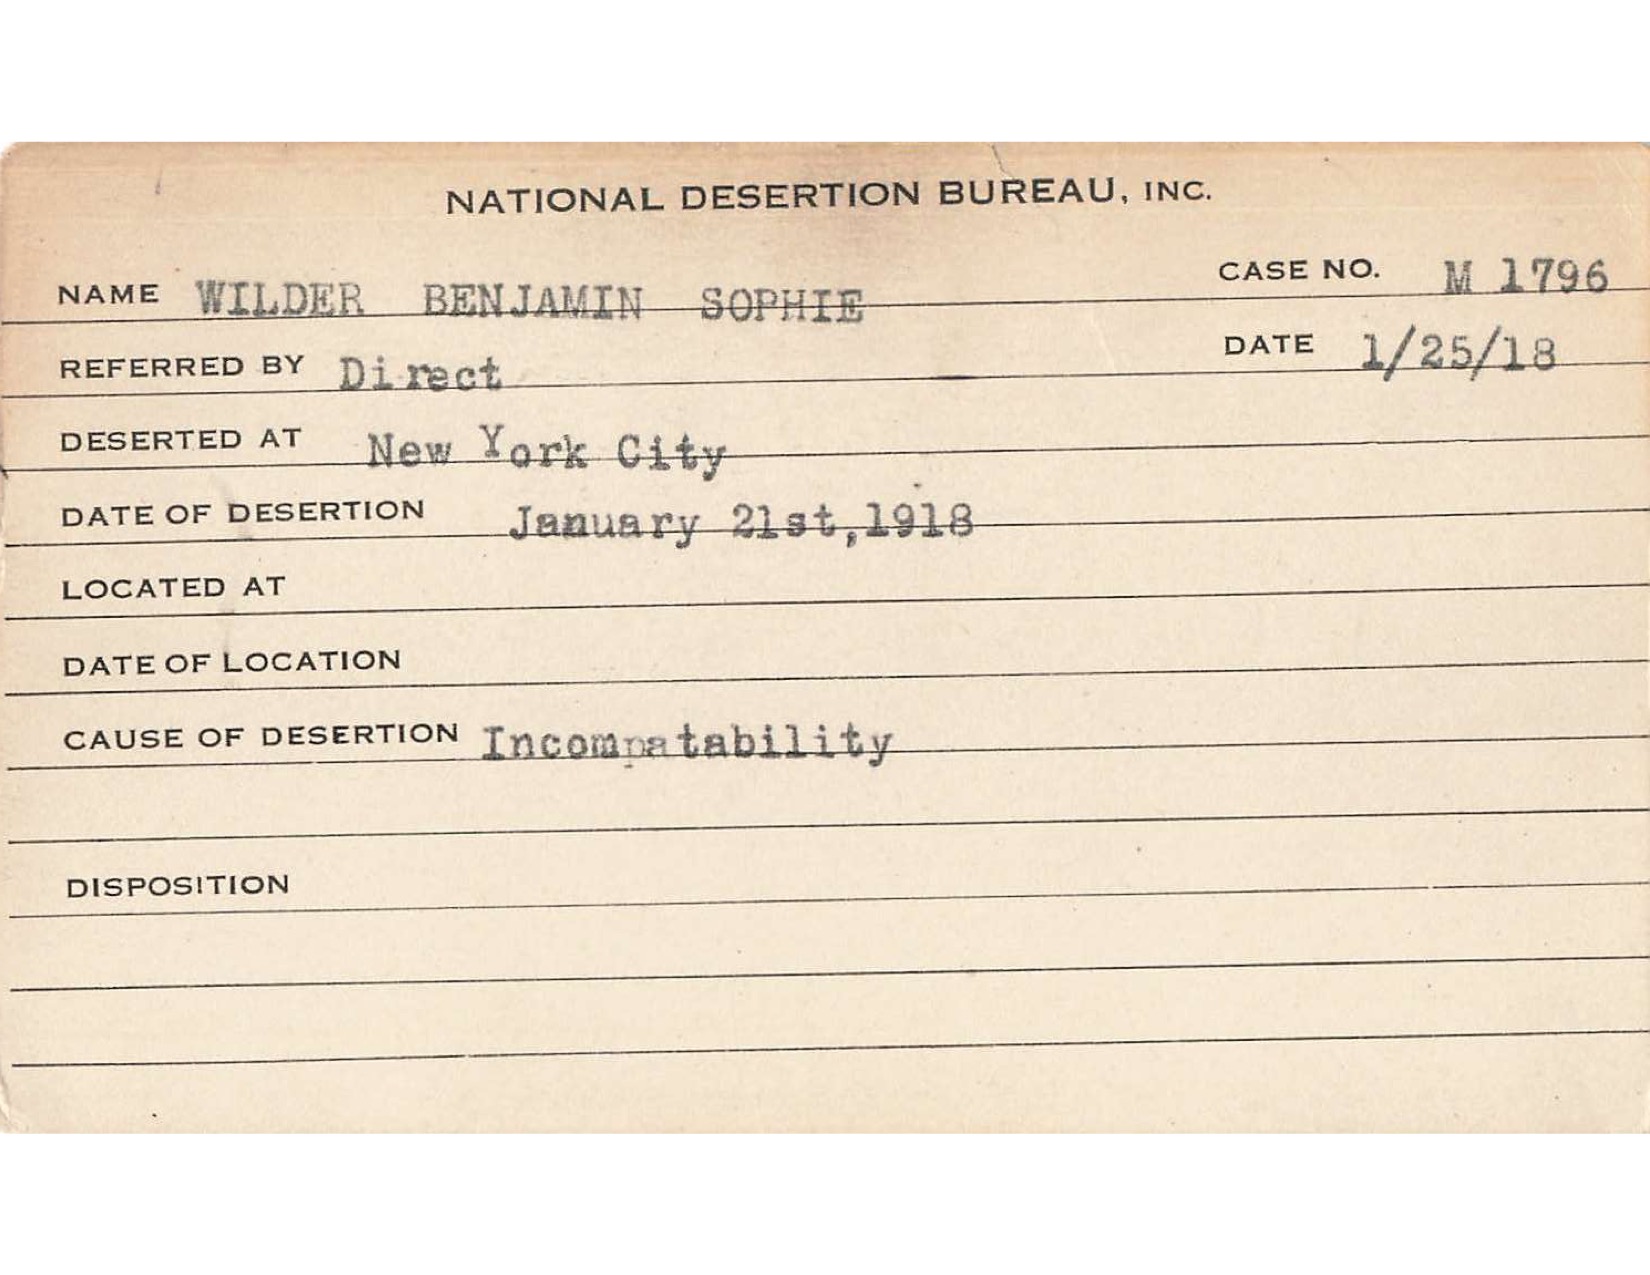 NATIONAL DESERTION BUREAU, INC.
NAME WILDER BENJAMIN SOPHIE CASE NO. M 1796
REFERRED BY Direct DATE 1/25/18
DESERTED AT New York City
DATE OF DESERTION January 21st,1918
LOCATED AT
DATE OF LOCATION
CAUSE OF DESERTION Incompatability
DISPOSITION